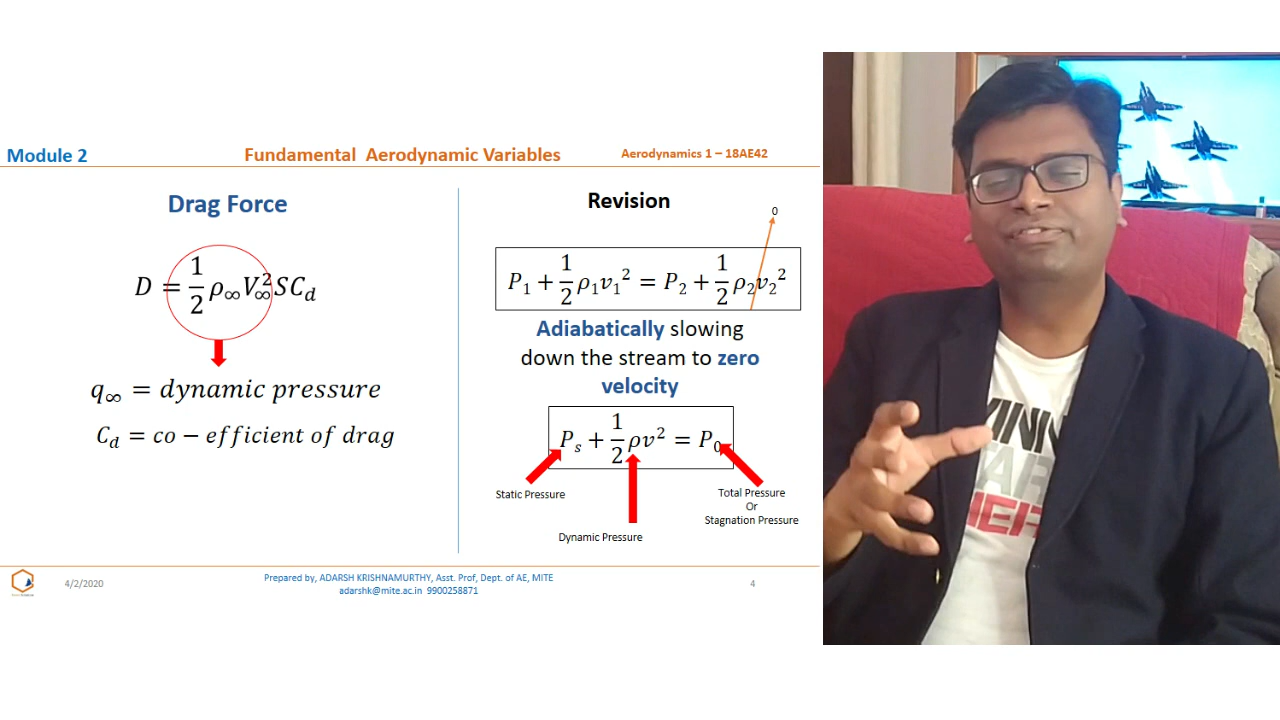 Module 2
Fundamental Aerodynamic Variables
Aerodynamics 1 – 18AE42
Drag Force
D = 1/2 ρ∞V∞²SC_d
q∞ = dynamic pressure
C_d = co − efficient of drag
Revision
0
P₁ + 1/2 ρ₁v₁² = P₂ + 1/2 ρ₂v₂²
Adiabatically slowing
down the stream to zero
velocity
P_s + 1/2 ρv² = P₀
Static Pressure
Dynamic Pressure
Total Pressure
Or
Stagnation Pressure
4/2/2020
Prepared by, ADARSH KRISHNAMURTHY, Asst. Prof, Dept. of AE, MITE
adarshk@mite.ac.in 9900258871
4